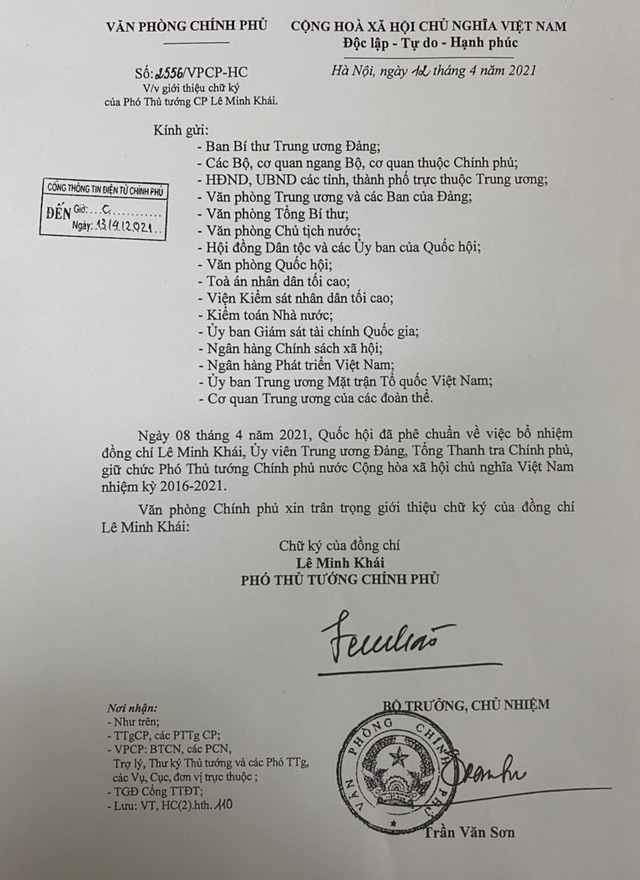 VĂN PHÒNG CHÍNH PHỦ
CỘNG HOÀ XÃ HỘI CHỦ NGHĨA VIỆT NAM
Độc lập - Tự do - Hạnh phúc
Số: 2556/VPCP-HC
V/v giới thiệu chữ ký
của Phó Thủ tướng CP Lê Minh Khái.
Hà Nội, ngày 12 tháng 4 năm 2021
Kính gửi:
- Ban Bí thư Trung ương Đảng;
- Các Bộ, cơ quan ngang Bộ, cơ quan thuộc Chính phủ;
- HĐND, UBND các tỉnh, thành phố trực thuộc Trung ương;
- Văn phòng Trung ương và các Ban của Đảng;
- Văn phòng Tổng Bí thư;
- Văn phòng Chủ tịch nước;
- Hội đồng Dân tộc và các Ủy ban của Quốc hội;
- Văn phòng Quốc hội;
- Toà án nhân dân tối cao;
- Viện Kiểm sát nhân dân tối cao;
- Kiểm toán Nhà nước;
- Ủy ban Giám sát tài chính Quốc gia;
- Ngân hàng Chính sách xã hội;
- Ngân hàng Phát triển Việt Nam;
- Ủy ban Trung ương Mặt trận Tổ quốc Việt Nam;
- Cơ quan Trung ương của các đoàn thể.
CỔNG THÔNG TIN ĐIỆN TỬ CHÍNH PHỦ
ĐẾN Giờ: ...C...........
Ngày: 13/4/2021..
Ngày 08 tháng 4 năm 2021, Quốc hội đã phê chuẩn về việc bổ nhiệm
đồng chí Lê Minh Khái, Ủy viên Trung ương Đảng, Tổng Thanh tra Chính phủ,
giữ chức Phó Thủ tướng Chính phủ nước Cộng hòa xã hội chủ nghĩa Việt Nam
nhiệm kỳ 2016-2021.
Văn phòng Chính phủ xin trân trọng giới thiệu chữ ký của đồng chí
Lê Minh Khái:
Chữ ký của đồng chí
Lê Minh Khái
PHÓ THỦ TƯỚNG CHÍNH PHỦ
Nơi nhận:
- Như trên;
- TTgCP, các PTTg CP;
- VPCP: BTCN, các PCN,
Trợ lý, Thư ký Thủ tướng và các Phó TTg,
các Vụ, Cục, đơn vị trực thuộc;
- TGĐ Cổng TTĐT;
- Lưu: VT, HC(2).hth. 110
BỘ TRƯỞNG, CHỦ NHIỆM
VĂN PHÒNG CHÍNH PHỦ
Trần Văn Sơn